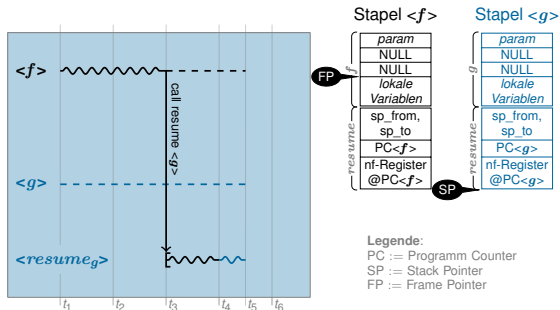 Stapel <f>
Stapel <g>
<f>
call resume <g>
<g>
<resume_g>
t1
t2
t3
t4
t5
t6
FP
f
resume
param
NULL
NULL
lokale
Variablen
sp_from,
sp_to
PC<f>
nf-Register
@PC<f>
SP
g
resume
param
NULL
NULL
lokale
Variablen
sp_from,
sp_to
PC<g>
nf-Register
@PC<g>
Legende:
PC := Programm Counter
SP := Stack Pointer
FP := Frame Pointer